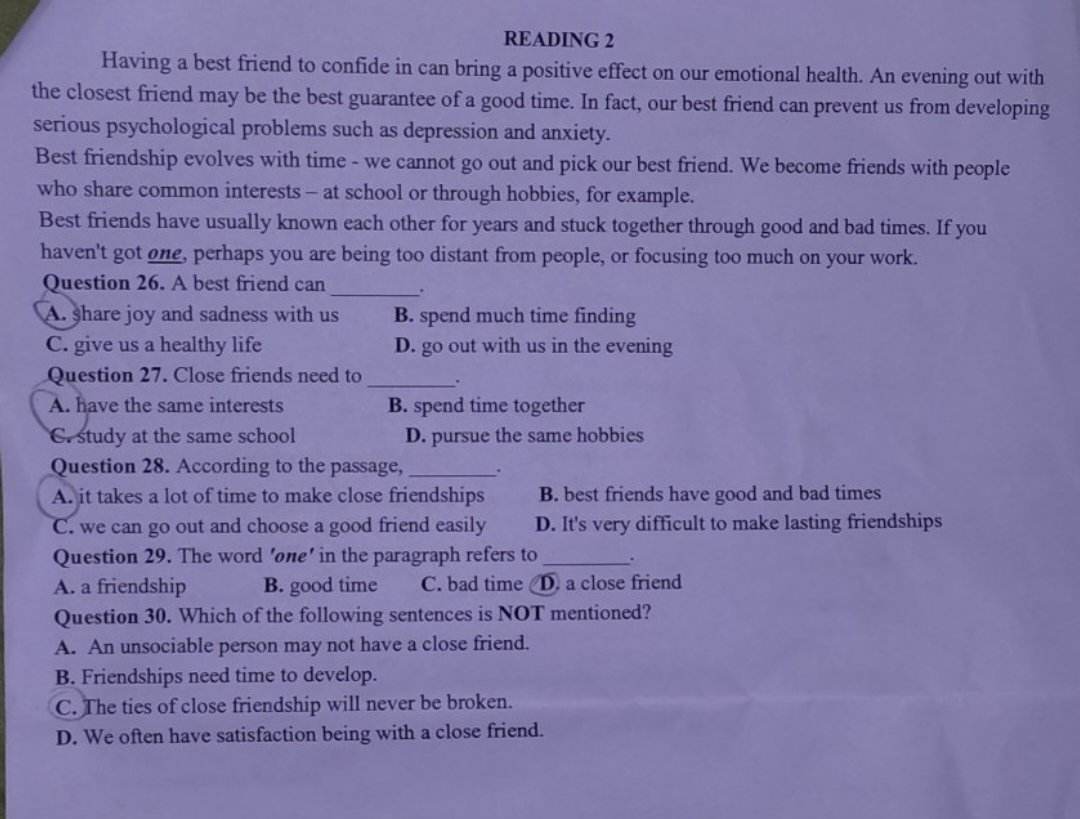 READING 2
Having a best friend to confide in can bring a positive effect on our emotional health. An evening out with
the closest friend may be the best guarantee of a good time. In fact, our best friend can prevent us from developing
serious psychological problems such as depression and anxiety.
Best friendship evolves with time - we cannot go out and pick our best friend. We become friends with people
who share common interests – at school or through hobbies, for example.
Best friends have usually known each other for years and stuck together through good and bad times. If you
haven't got one, perhaps you are being too distant from people, or focusing too much on your work.
Question 26. A best friend can ________.
A. share joy and sadness with us B. spend much time finding
C. give us a healthy life D. go out with us in the evening
Question 27. Close friends need to ________.
A. have the same interests B. spend time together
C. study at the same school D. pursue the same hobbies
Question 28. According to the passage, ________.
A. it takes a lot of time to make close friendships B. best friends have good and bad times
C. we can go out and choose a good friend easily D. It's very difficult to make lasting friendships
Question 29. The word 'one' in the paragraph refers to ________.
A. a friendship B. good time C. bad time D. a close friend
Question 30. Which of the following sentences is NOT mentioned?
A. An unsociable person may not have a close friend.
B. Friendships need time to develop.
C. The ties of close friendship will never be broken.
D. We often have satisfaction being with a close friend.